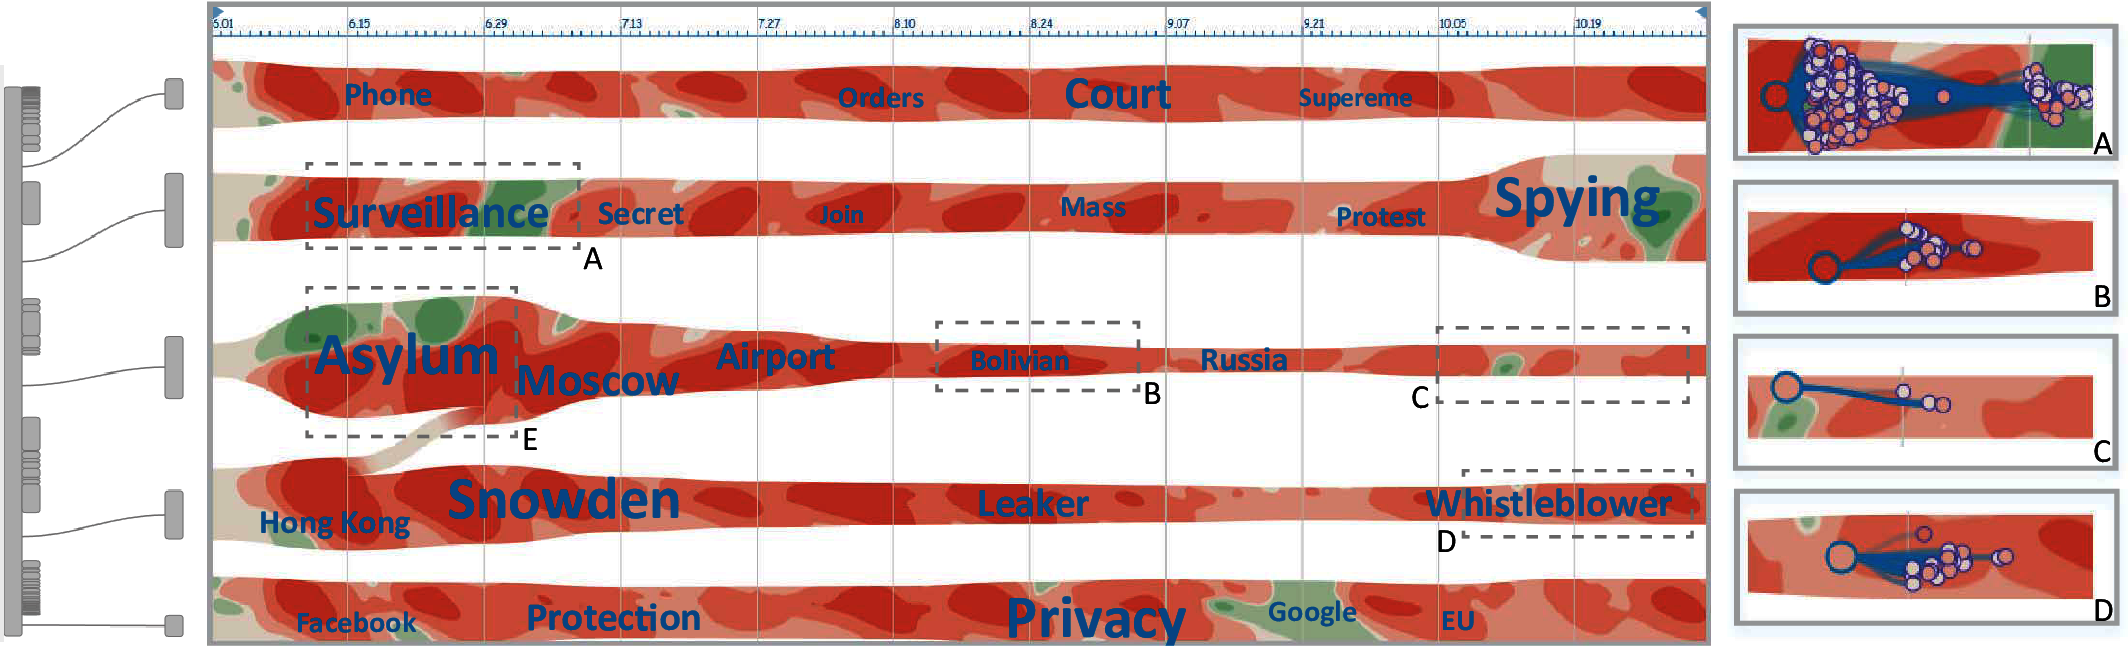 6.01 6.15 6.29 7.13 7.27 8.10 8.24 9.07 9.21 10.05 10.19
Phone Orders Court Supereme
Surveillance Secret Join Mass Protest Spying
A
Asylum Moscow Airport Bolivian Russia
B
C
E
Hong Kong Snowden Leaker Whistleblower
D
Facebook Protection Privacy Google EU
A
B
C
D